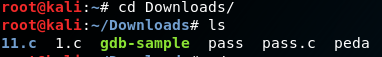 root@kali:~# cd Downloads/
root@kali:~/Downloads# ls
11.c  1.c  gdb-sample  pass  pass.c  peda